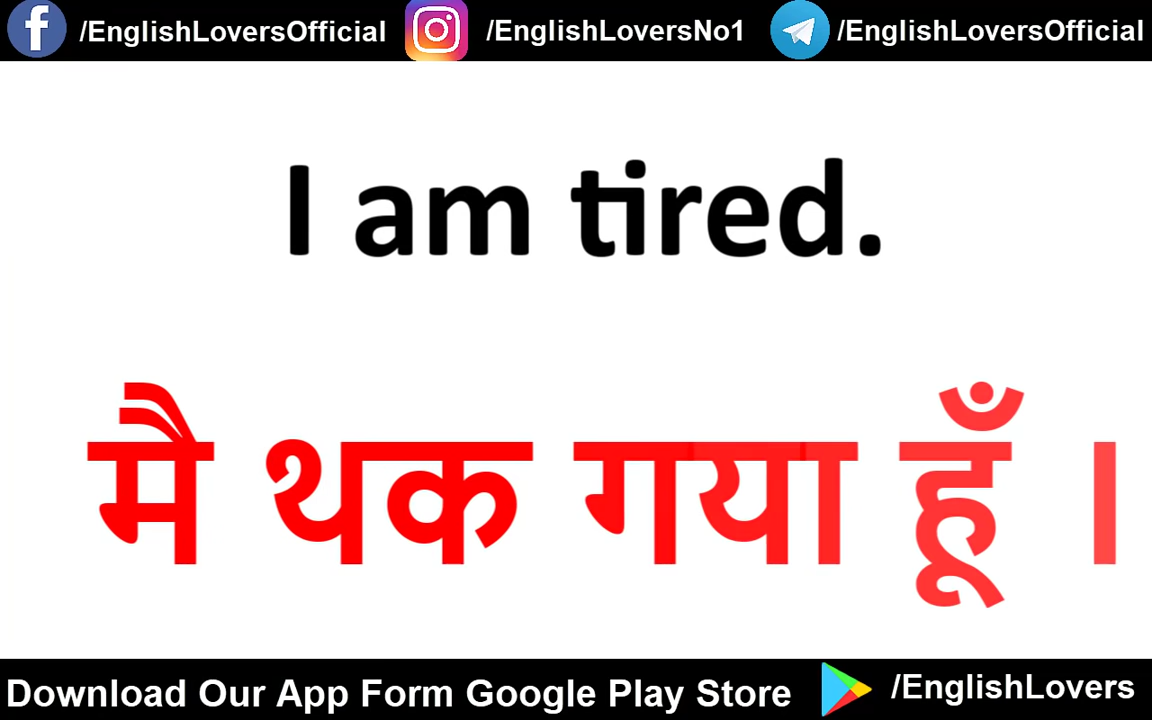 /EnglishLoversOfficial /EnglishLoversNo1 /EnglishLoversOfficial
I am tired.
मै थक गया हूँ ।
Download Our App Form Google Play Store /EnglishLovers